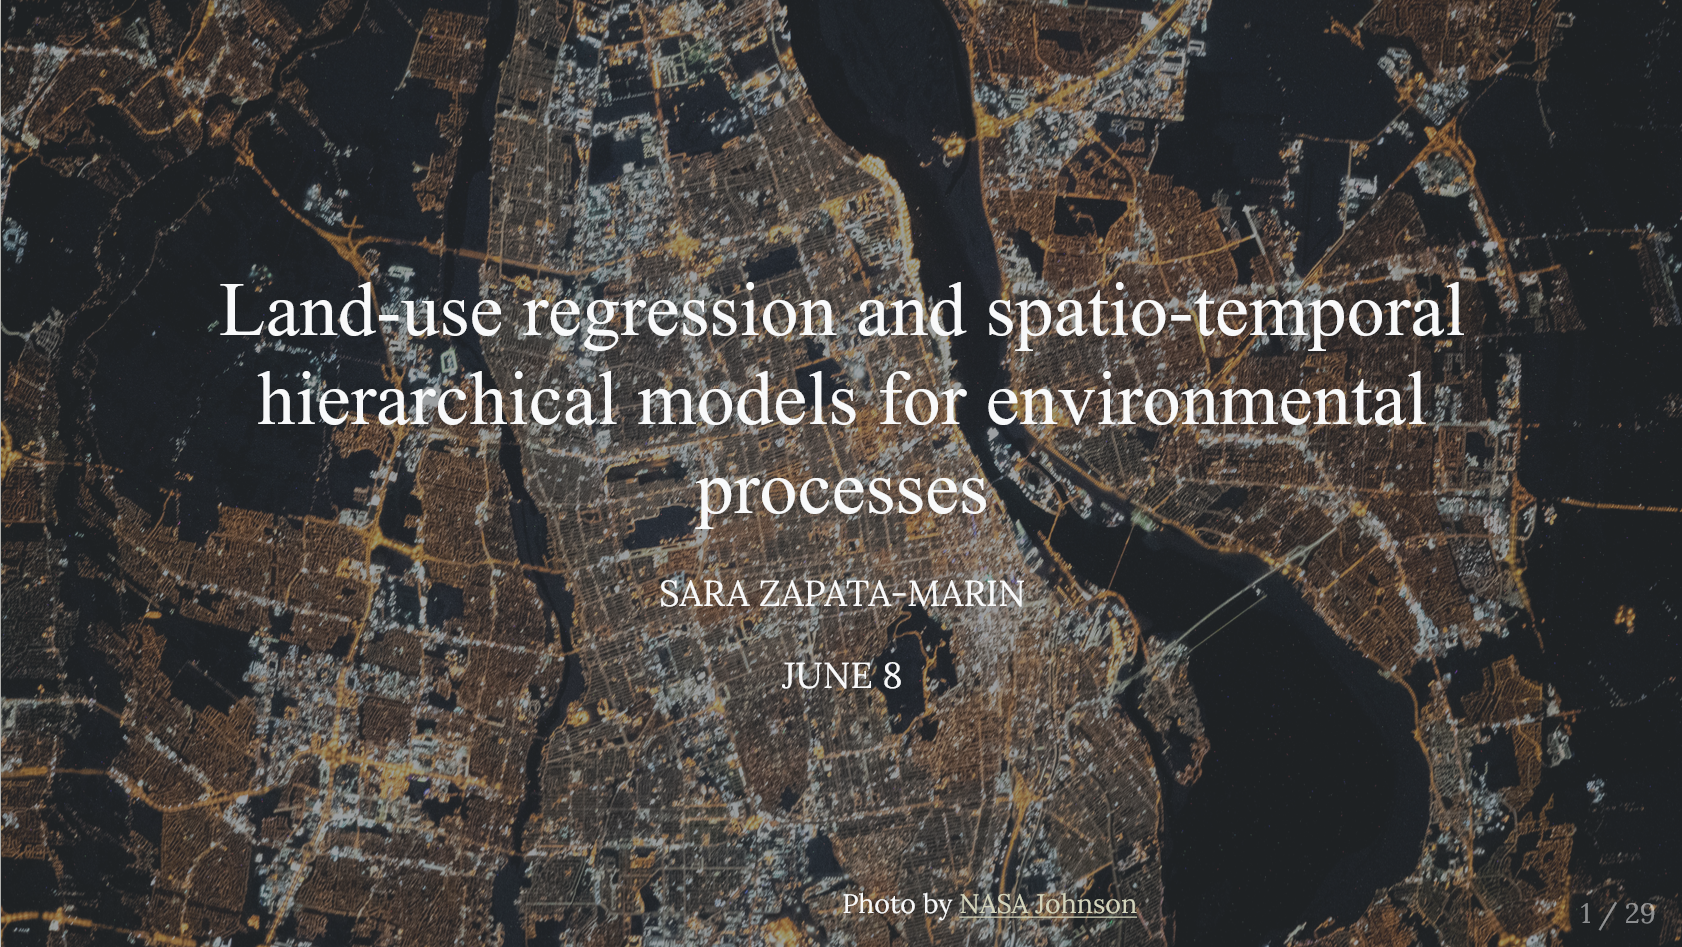 Land-use regression and spatio-temporal
hierarchical models for environmental
processes
SARA ZAPATA-MARIN
JUNE 8
Photo by NASA Johnson
1 / 29